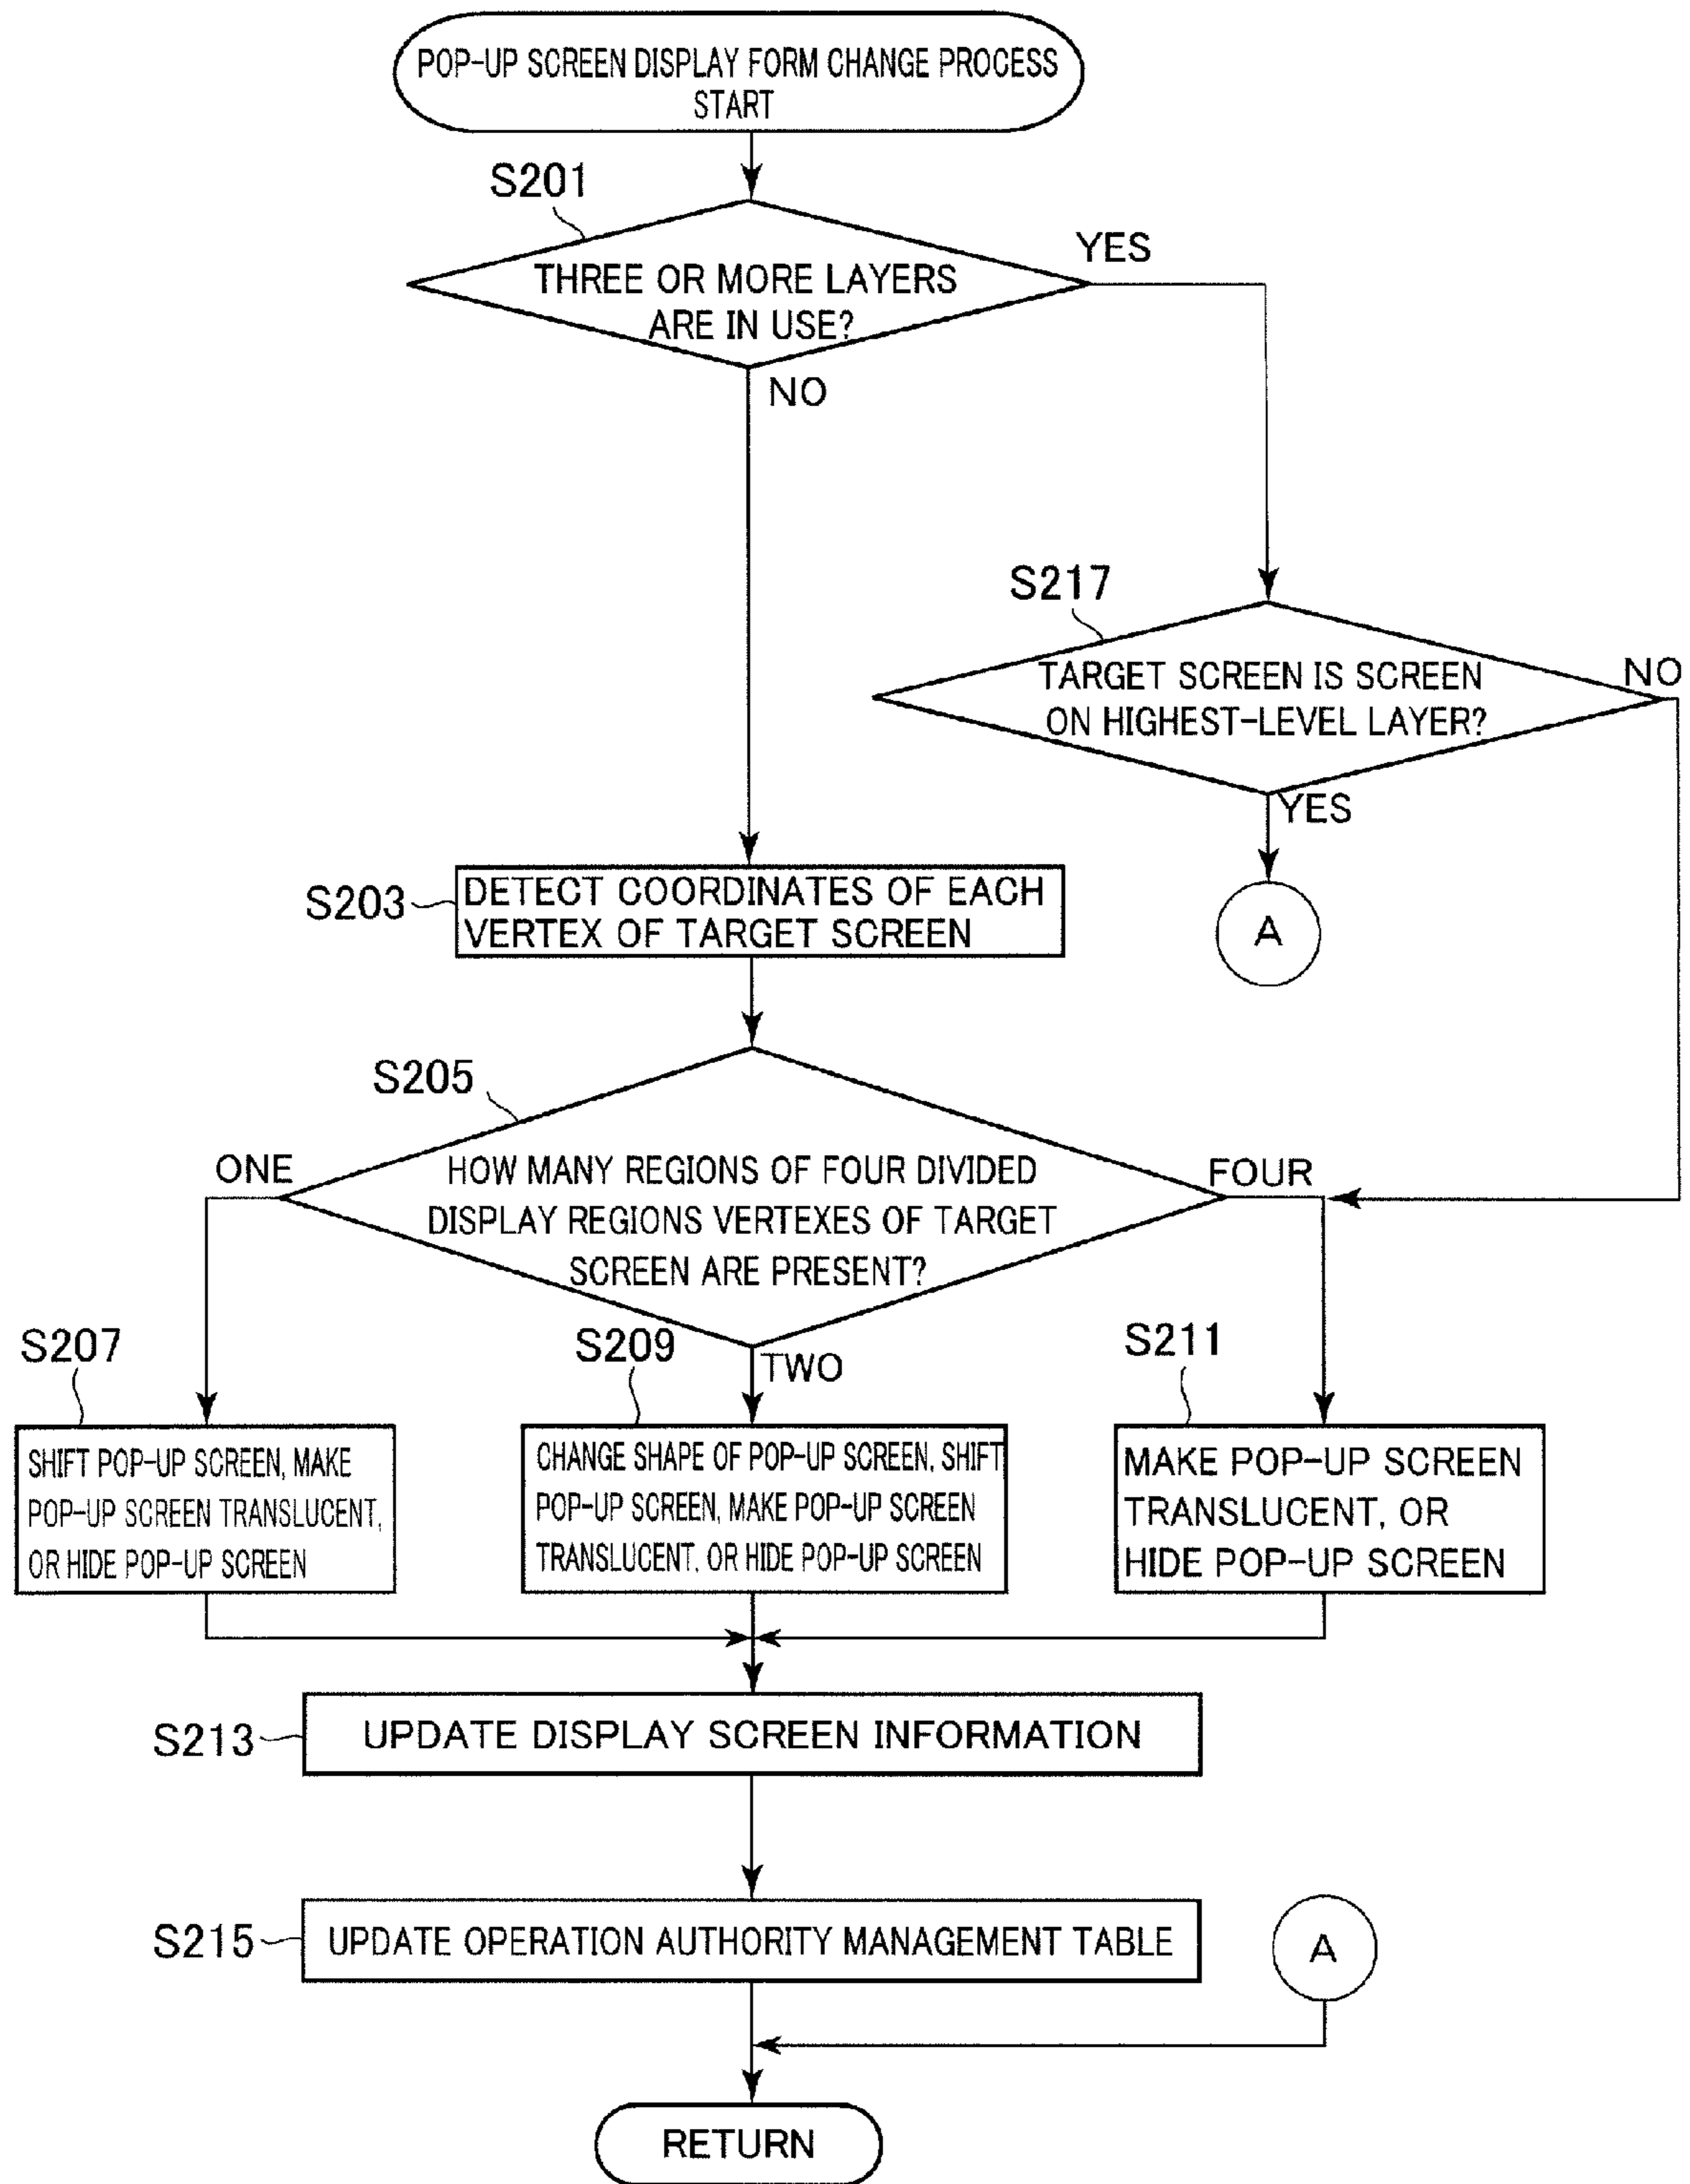 POP-UP SCREEN DISPLAY FORM CHANGE PROCESS
START
S201
YES
THREE OR MORE LAYERS
ARE IN USE?
NO
S217
TARGET SCREEN IS SCREEN
NO
ON HIGHEST-LEVEL LAYER?
YES
S203
DETECT COORDINATES OF EACH
VERTEX OF TARGET SCREEN
A
S205
ONE
HOW MANY REGIONS OF FOUR DIVIDED
FOUR
DISPLAY REGIONS VERTEXES OF TARGET
SCREEN ARE PRESENT?
S207
S209
TWO
S211
SHIFT POP-UP SCREEN, MAKE
POP-UP SCREEN TRANSLUCENT,
OR HIDE POP-UP SCREEN
CHANGE SHAPE OF POP-UP SCREEN, SHIFT
POP-UP SCREEN, MAKE POP-UP SCREEN
TRANSLUCENT, OR HIDE POP-UP SCREEN
MAKE POP-UP SCREEN
TRANSLUCENT, OR
HIDE POP-UP SCREEN
S213
UPDATE DISPLAY SCREEN INFORMATION
S215
UPDATE OPERATION AUTHORITY MANAGEMENT TABLE
A
RETURN